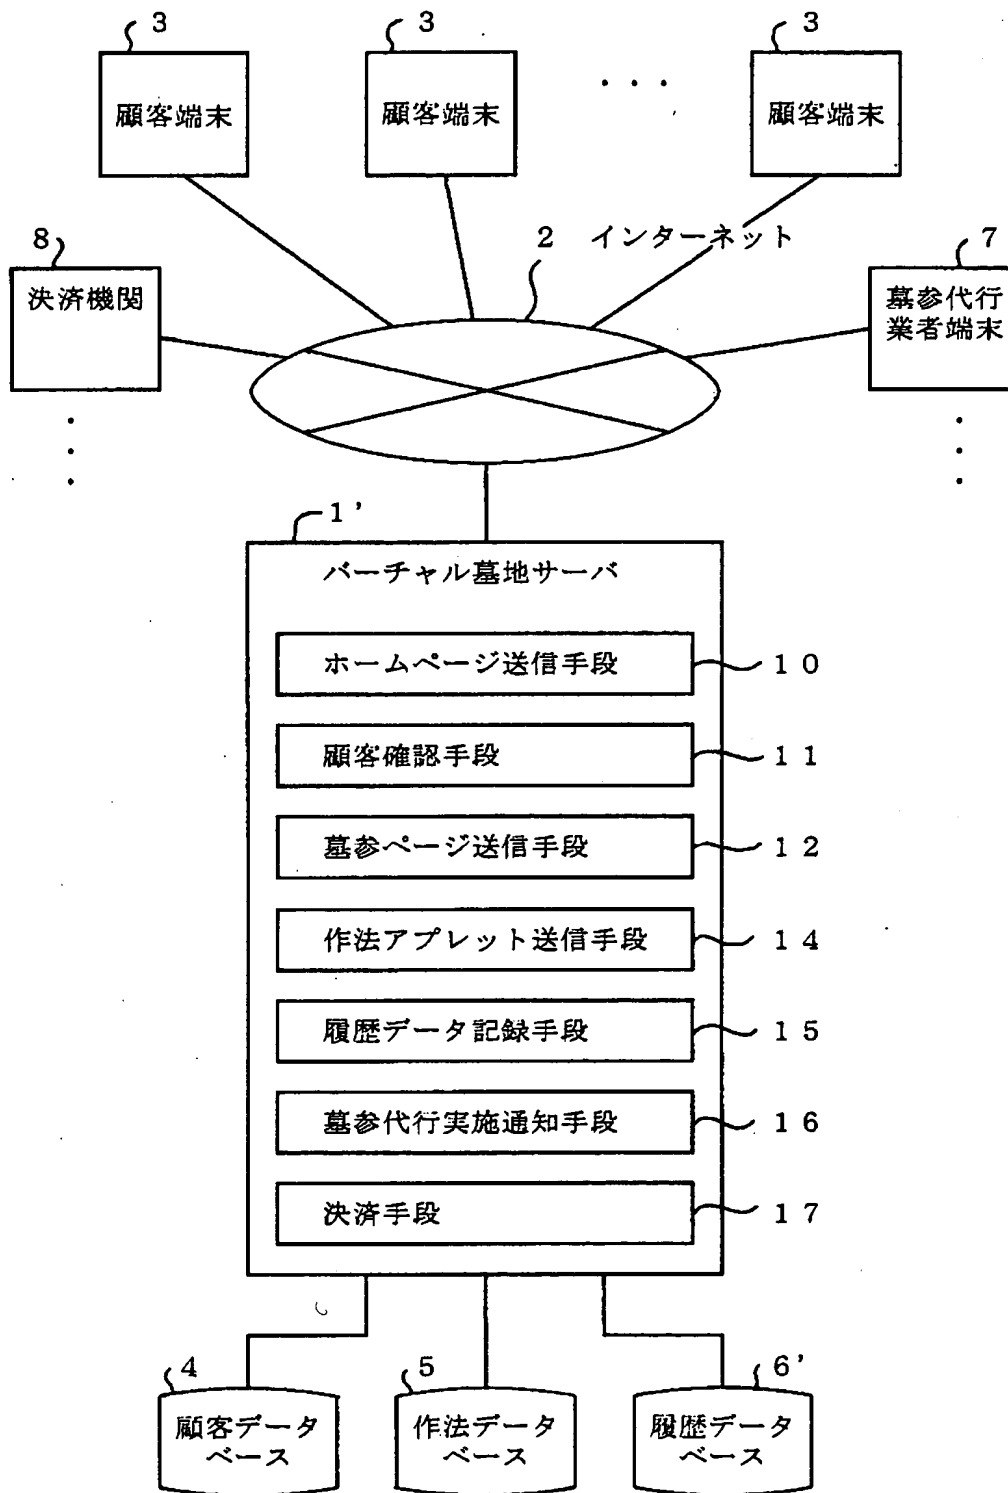 3
3
3
顧客端末
顧客端末
・・・
顧客端末
8
2 インターネット
7
決済機関
墓参代行
業者端末
1'
バーチャル墓地サーバ
ホームページ送信手段
10
顧客確認手段
11
墓参ページ送信手段
12
作法アプレット送信手段
14
履歴データ記録手段
15
墓参代行実施通知手段
16
決済手段
17
4
5
6'
顧客データ
ベース
作法データ
ベース
履歴データ
ベース